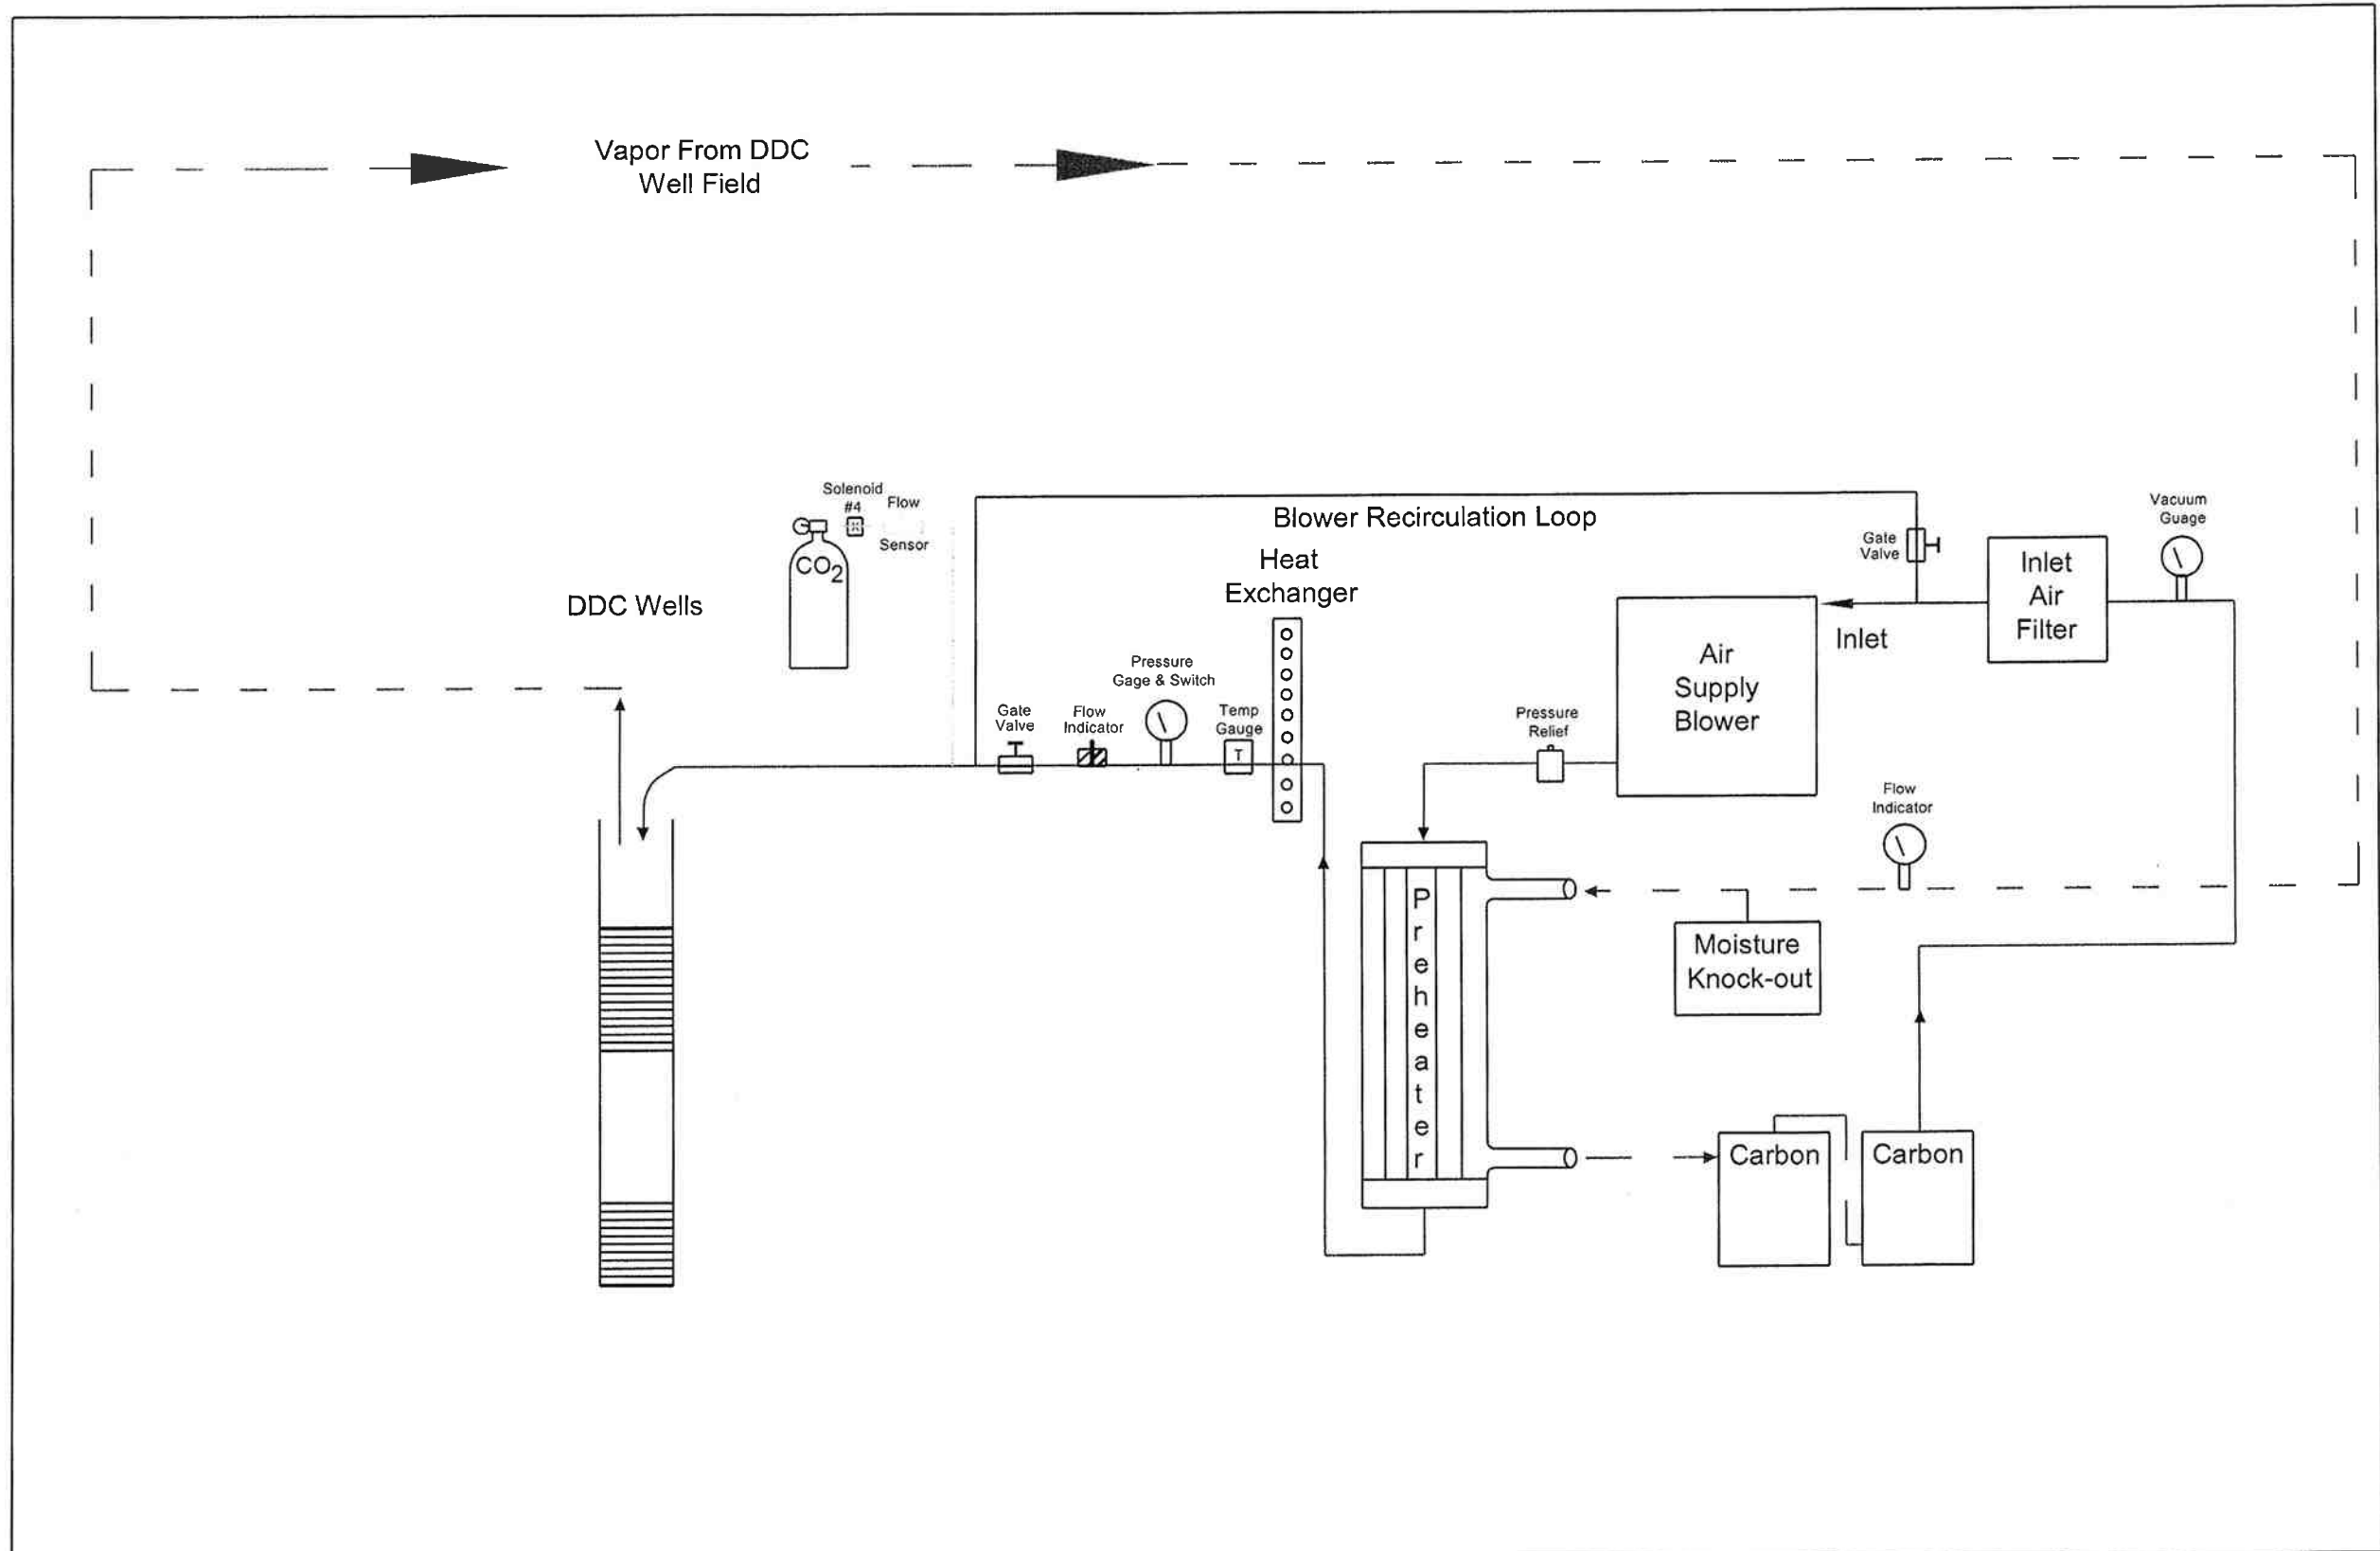 Vapor From DDC
Well Field
Solenoid
#4
Flow
Sensor
CO2
DDC Wells
Blower Recirculation Loop
Heat
Exchanger
Gate
Valve
Inlet
Air
Filter
Vacuum
Guage
Air
Supply
Blower
Inlet
Pressure
Gage & Switch
Gate
Valve
Flow
Indicator
Temp
Gauge
T
Pressure
Relief
Flow
Indicator
Preheater
Moisture
Knock-out
Carbon
Carbon